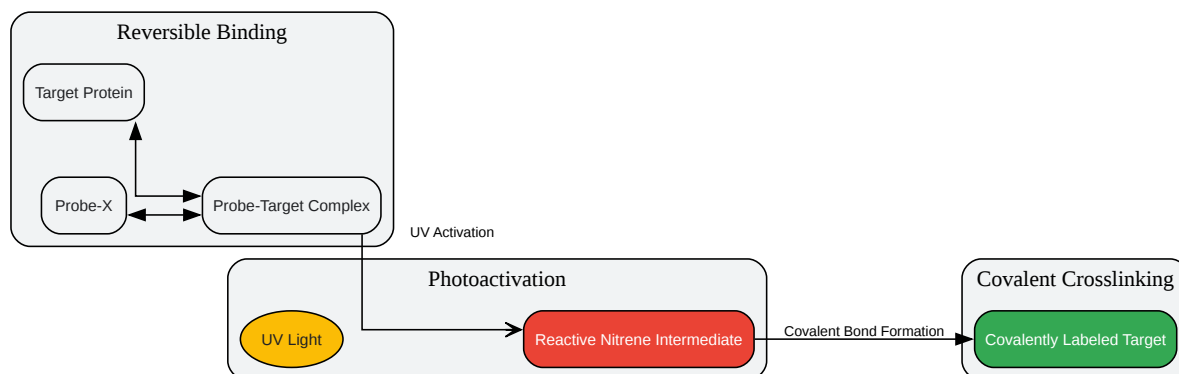 Reversible Binding
Target Protein
Probe-X
Probe-Target Complex
UV Activation
Photoactivation
UV Light
Reactive Nitrene Intermediate
Covalent Bond Formation
Covalent Crosslinking
Covalently Labeled Target